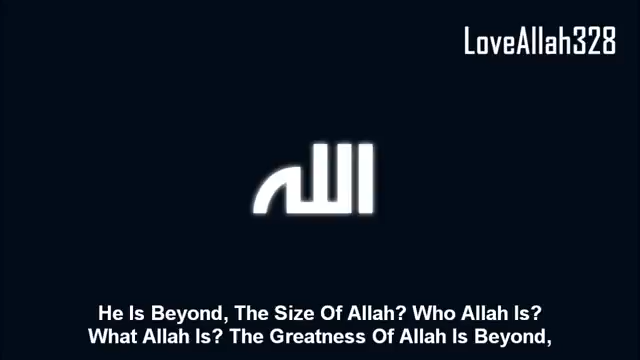 LoveAllah328
الله
He Is Beyond, The Size Of Allah? Who Allah Is?
What Allah Is? The Greatness Of Allah Is Beyond,